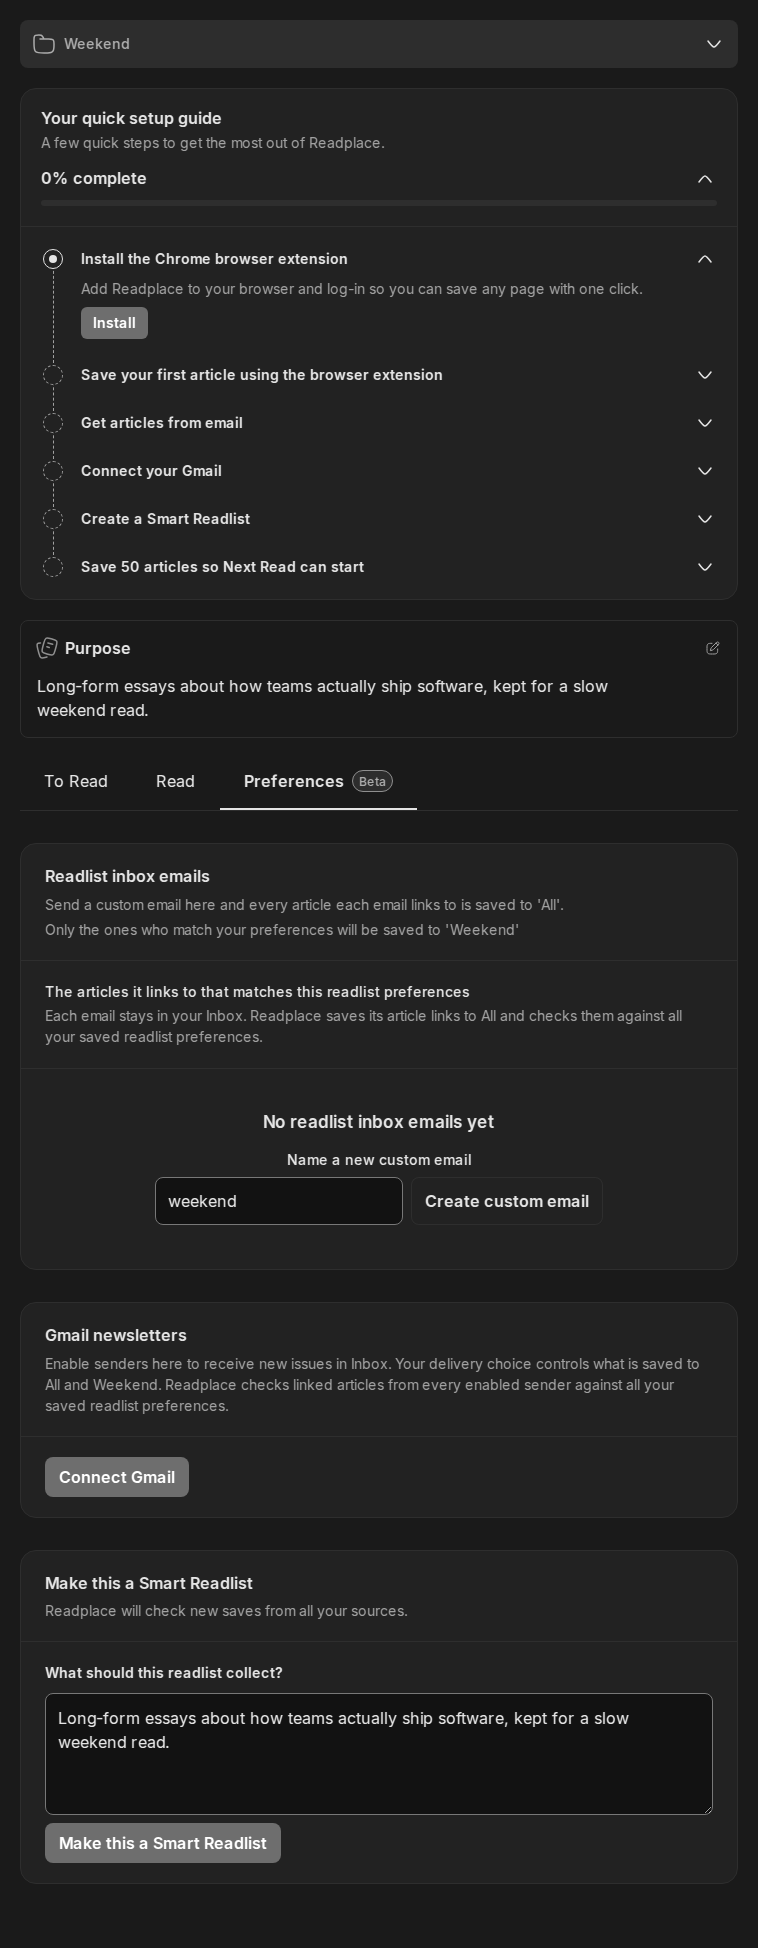 Weekend
Your quick setup guide
A few quick steps to get the most out of Readplace.
0% complete
Install the Chrome browser extension
Add Readplace to your browser and log-in so you can save any page with one click.
Install
Save your first article using the browser extension
Get articles from email
Connect your Gmail
Create a Smart Readlist
Save 50 articles so Next Read can start
Purpose
Long-form essays about how teams actually ship software, kept for a slow
weekend read.
To Read
Read
Preferences
Beta
Readlist inbox emails
Send a custom email here and every article each email links to is saved to 'All'.
Only the ones who match your preferences will be saved to 'Weekend'
The articles it links to that matches this readlist preferences
Each email stays in your Inbox. Readplace saves its article links to All and checks them against all
your saved readlist preferences.
No readlist inbox emails yet
Name a new custom email
weekend
Create custom email
Gmail newsletters
Enable senders here to receive new issues in Inbox. Your delivery choice controls what is saved to
All and Weekend. Readplace checks linked articles from every enabled sender against all your
saved readlist preferences.
Connect Gmail
Make this a Smart Readlist
Readplace will check new saves from all your sources.
What should this readlist collect?
Long-form essays about how teams actually ship software, kept for a slow
weekend read.
Make this a Smart Readlist